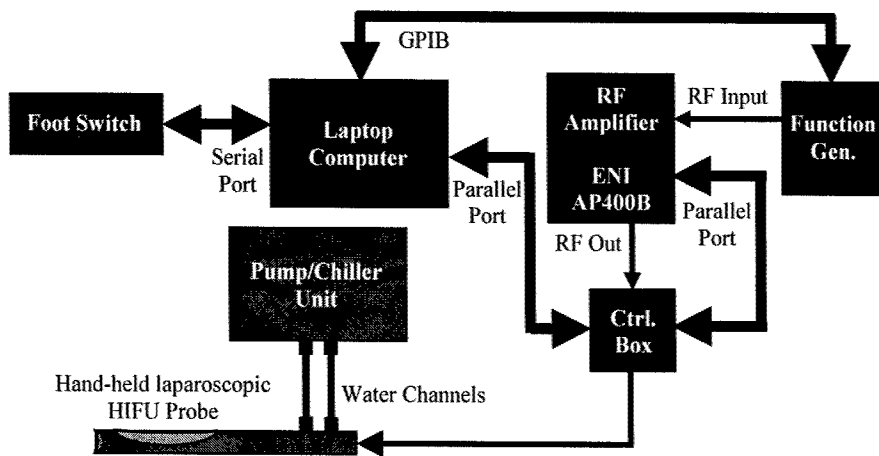 GPIB
Foot Switch
Serial
Port
Laptop
Computer
Parallel
Port
RF
Amplifier
ENI
AP400B
RF Input
Function
Gen.
Parallel
Port
RF Out
Ctrl.
Box
Pump/Chiller
Unit
Water Channels
Hand-held laparoscopic
HIFU Probe